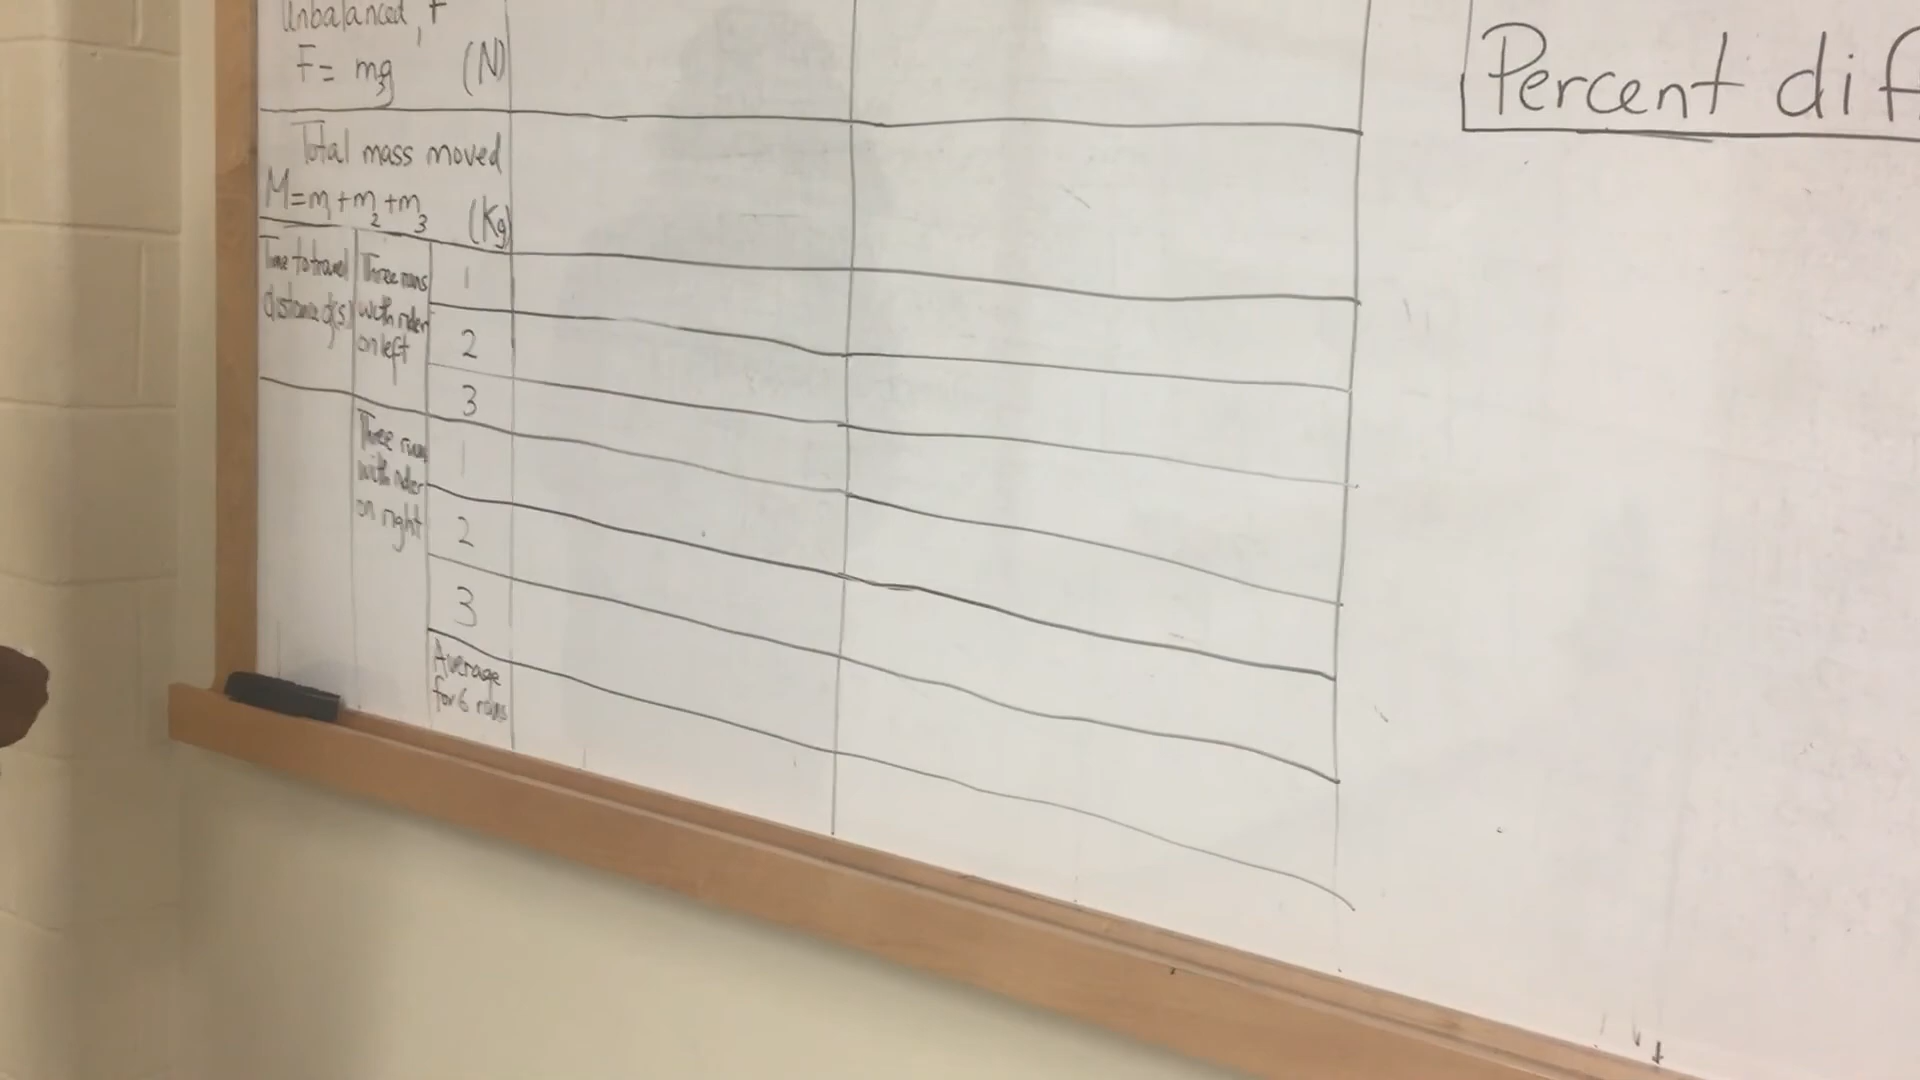 Unbalanced, F
F = m₃g (N)
Total mass moved
M = m₁ + m₂ + m₃ (Kg)
Time to travel
distance d(s)
Three runs
with rider
on left
1
2
3
Three runs
with rider
on right
1
2
3
Average
for 6 runs
Percent dif